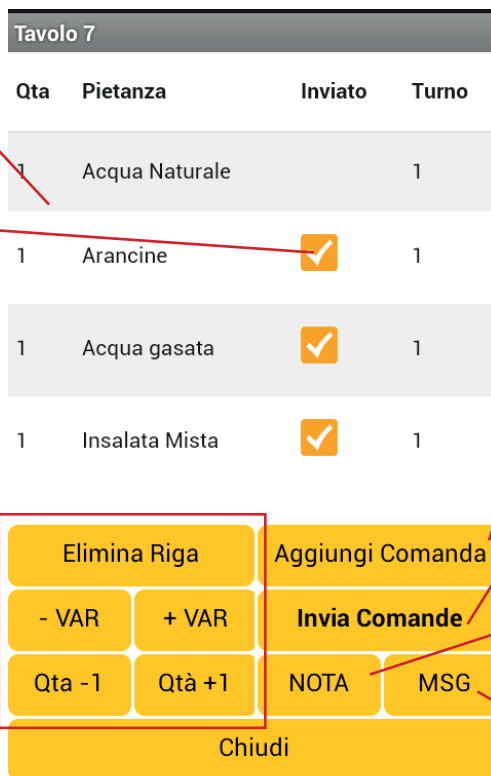 Tavolo 7
Qta Pietanza Inviato Turno
1 Acqua Naturale 1
1 Arancine 1
1 Acqua gasata 1
1 Insalata Mista 1
Elimina Riga Aggiungi Comanda
- VAR + VAR Invia Comande
Qta -1 Qtà +1 NOTA MSG
Chiudi